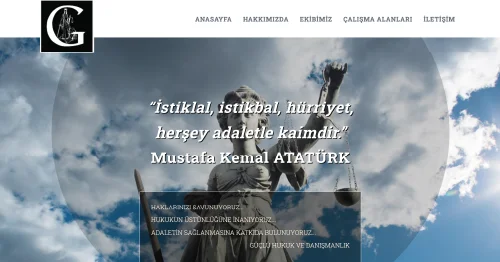 G
ANASAYFA HAKKIMIZDA EKİBİMİZ ÇALIŞMA ALANLARI İLETİŞİM
“İstiklal, istikbal, hürriyet,
herşey adaletle kaimdir.”
Mustafa Kemal ATATÜRK
HAKLARINIZI SAVUNUYORUZ...
HUKUKUN ÜSTÜNLÜĞÜNE İNANIYORUZ...
ADALETİN SAĞLANMASINA KATKIDA BULUNUYORUZ...
GÜÇLÜ HUKUK VE DANIŞMANLIK